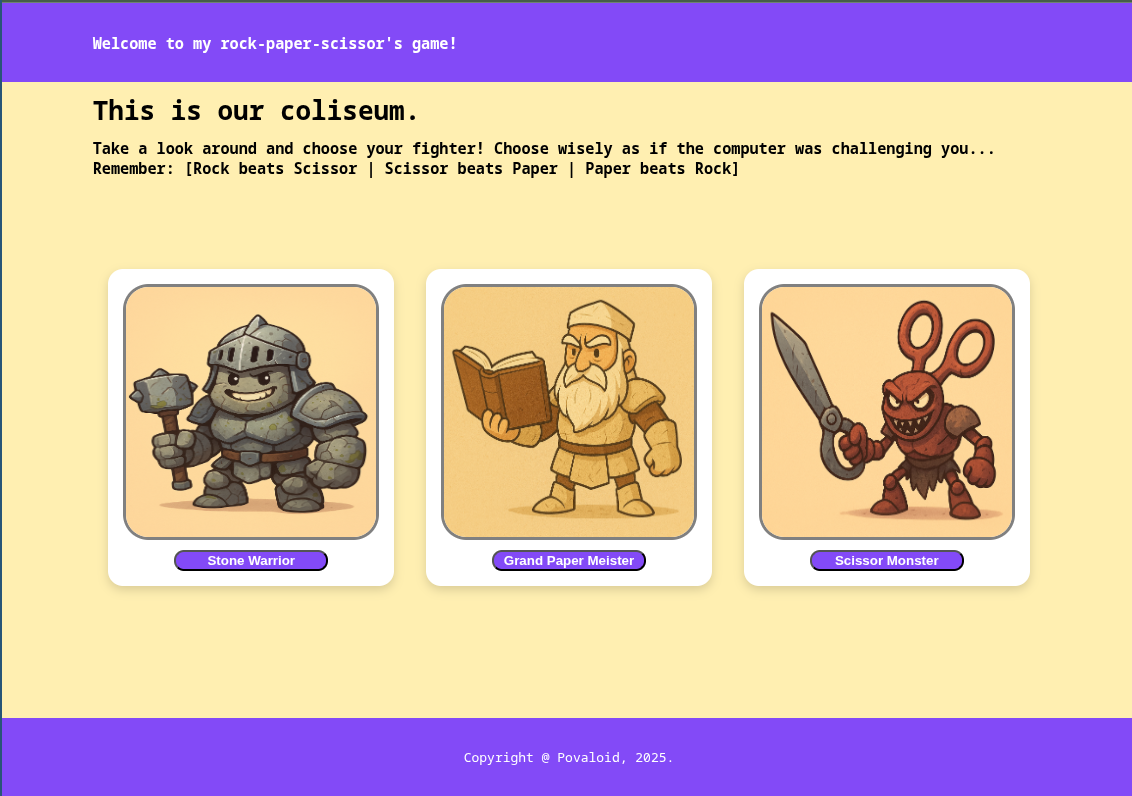 Welcome to my rock-paper-scissor's game!
This is our coliseum.
Take a look around and choose your fighter! Choose wisely as if the computer was challenging you...
Remember: [Rock beats Scissor | Scissor beats Paper | Paper beats Rock]
Stone Warrior
Grand Paper Meister
Scissor Monster
Copyright @ Povaloid, 2025.